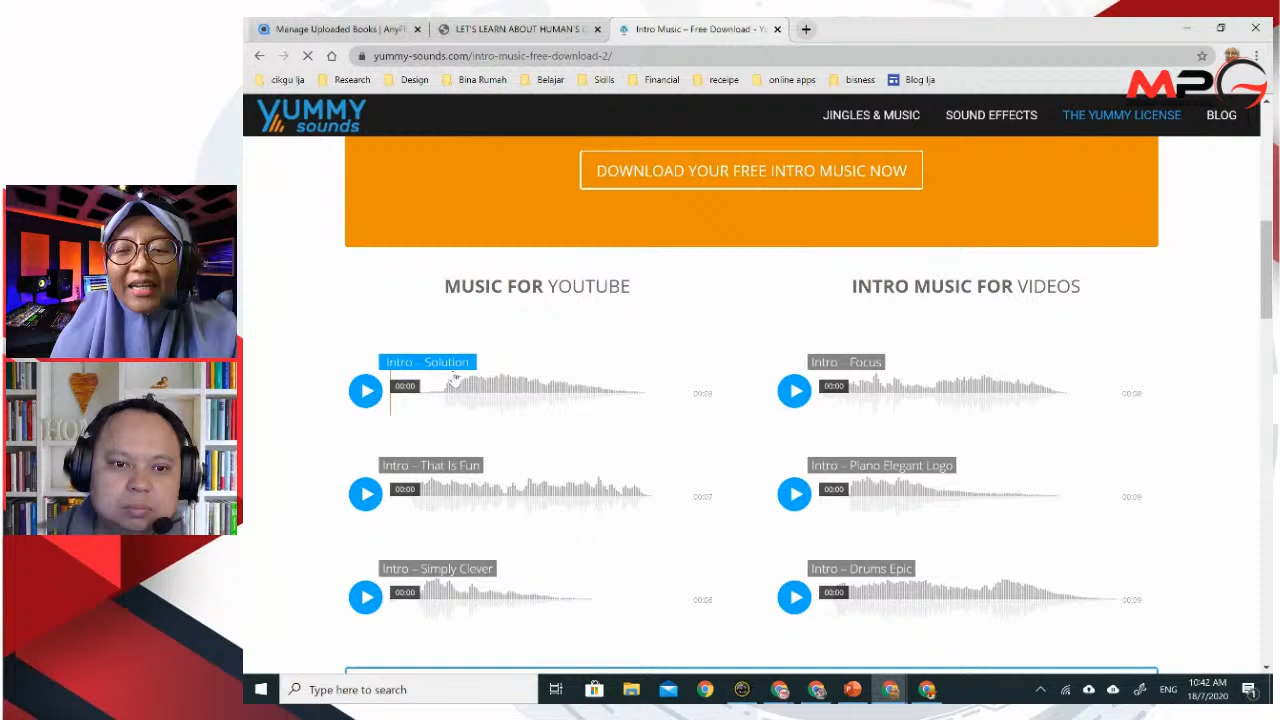 Manage Uploaded Books | AnyFl
LET'S LEARN ABOUT HUMAN'S
Intro Music – Free Download - Y
yummy-sounds.com/intro-music-free-download-2/
cikgu Ija
Research
Design
Bina Rumah
Belajar
Skills
Financial
receipe
online apps
bisness
Blog Ija
MPG
YUMMY
sounds
JINGLES & MUSIC
SOUND EFFECTS
THE YUMMY LICENSE
BLOG
DOWNLOAD YOUR FREE INTRO MUSIC NOW
MUSIC FOR YOUTUBE
INTRO MUSIC FOR VIDEOS
Intro – Solution
00:00
00:08
Intro – Focus
00:00
00:08
Intro – That Is Fun
00:00
00:07
Intro – Piano Elegant Logo
00:00
00:09
Intro – Simply Clever
00:00
00:06
Intro – Drums Epic
00:00
00:09
HO
Type here to search
ENG
10:42 AM
18/7/2020